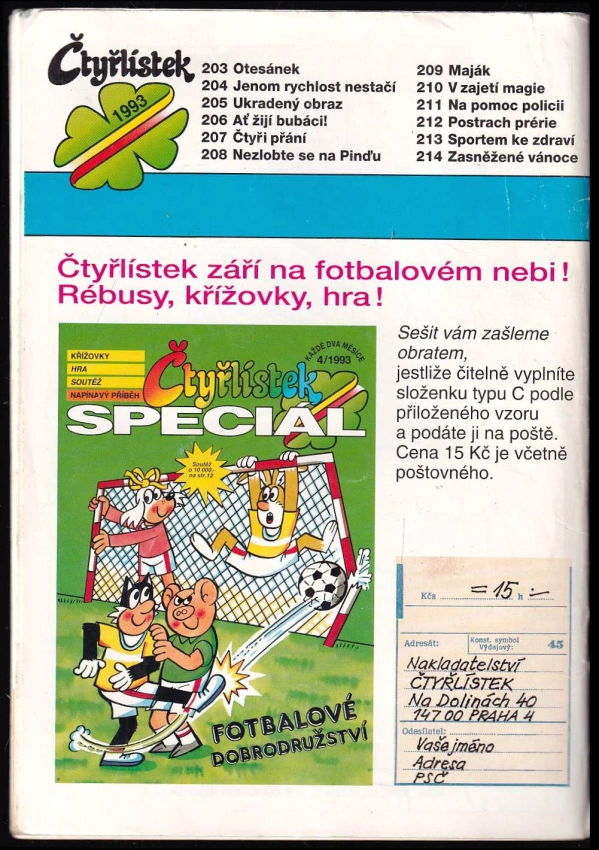 Čtyřlístek
1993
203 Otesánek
204 Jenom rychlost nestačí
205 Ukradený obraz
206 Ať žijí bubáci!
207 Čtyři přání
208 Nezlobte se na Pinďu
209 Maják
210 V zajetí magie
211 Na pomoc policii
212 Postrach prérie
213 Sportem ke zdraví
214 Zasněžené vánoce
Čtyřlístek září na fotbalovém nebi!
Rébusy, křížovky, hra!
KŘÍŽOVKY
HRA
SOUTĚŽ
NAPÍNAVÝ PŘÍBĚH
Čtyřlístek
KAŽDÉ DVA MĚSÍCE
4/1993
SPECIÁL
Soutěž
o 10 000,-
na str. 12
FOTBALOVÉ
DOBRODRUŽSTVÍ
Sešit vám zašleme
obratem,
jestliže čitelně vyplníte
složenku typu C podle
přiloženého vzoru
a podáte ji na poště.
Cena 15 Kč je včetně
poštovného.
Kčs =15 h :-
Adresát:
Konst. symbol
Výdajový:
45
Nakladatelství
ČTYŘLÍSTEK
Na Dolinách 40
147 00 PRAHA 4
Odesílatel:
Vaše jméno
Adresa
PSČ